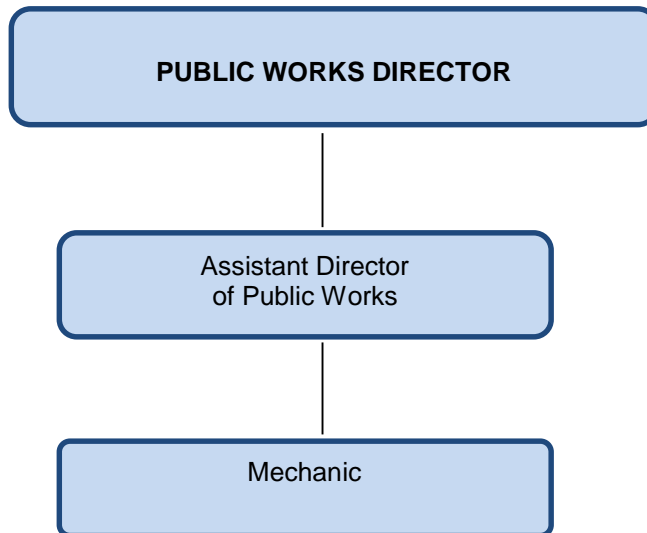 PUBLIC WORKS DIRECTOR
Assistant Director
of Public Works
Mechanic